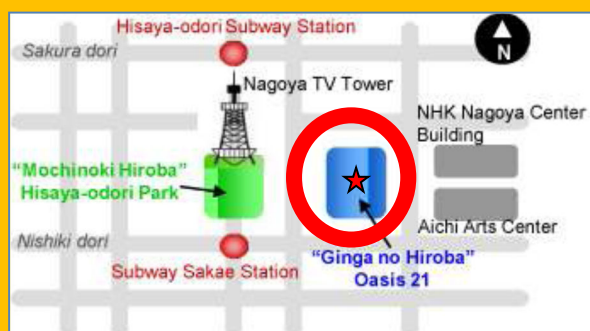 Hisaya-odori Subway Station
Sakura dori
N
Nagoya TV Tower
NHK Nagoya Center
Building
"Mochinoki Hiroba"
Hisaya-odori Park
Aichi Arts Center
Nishiki dori
"Ginga no Hiroba"
Oasis 21
Subway Sakae Station